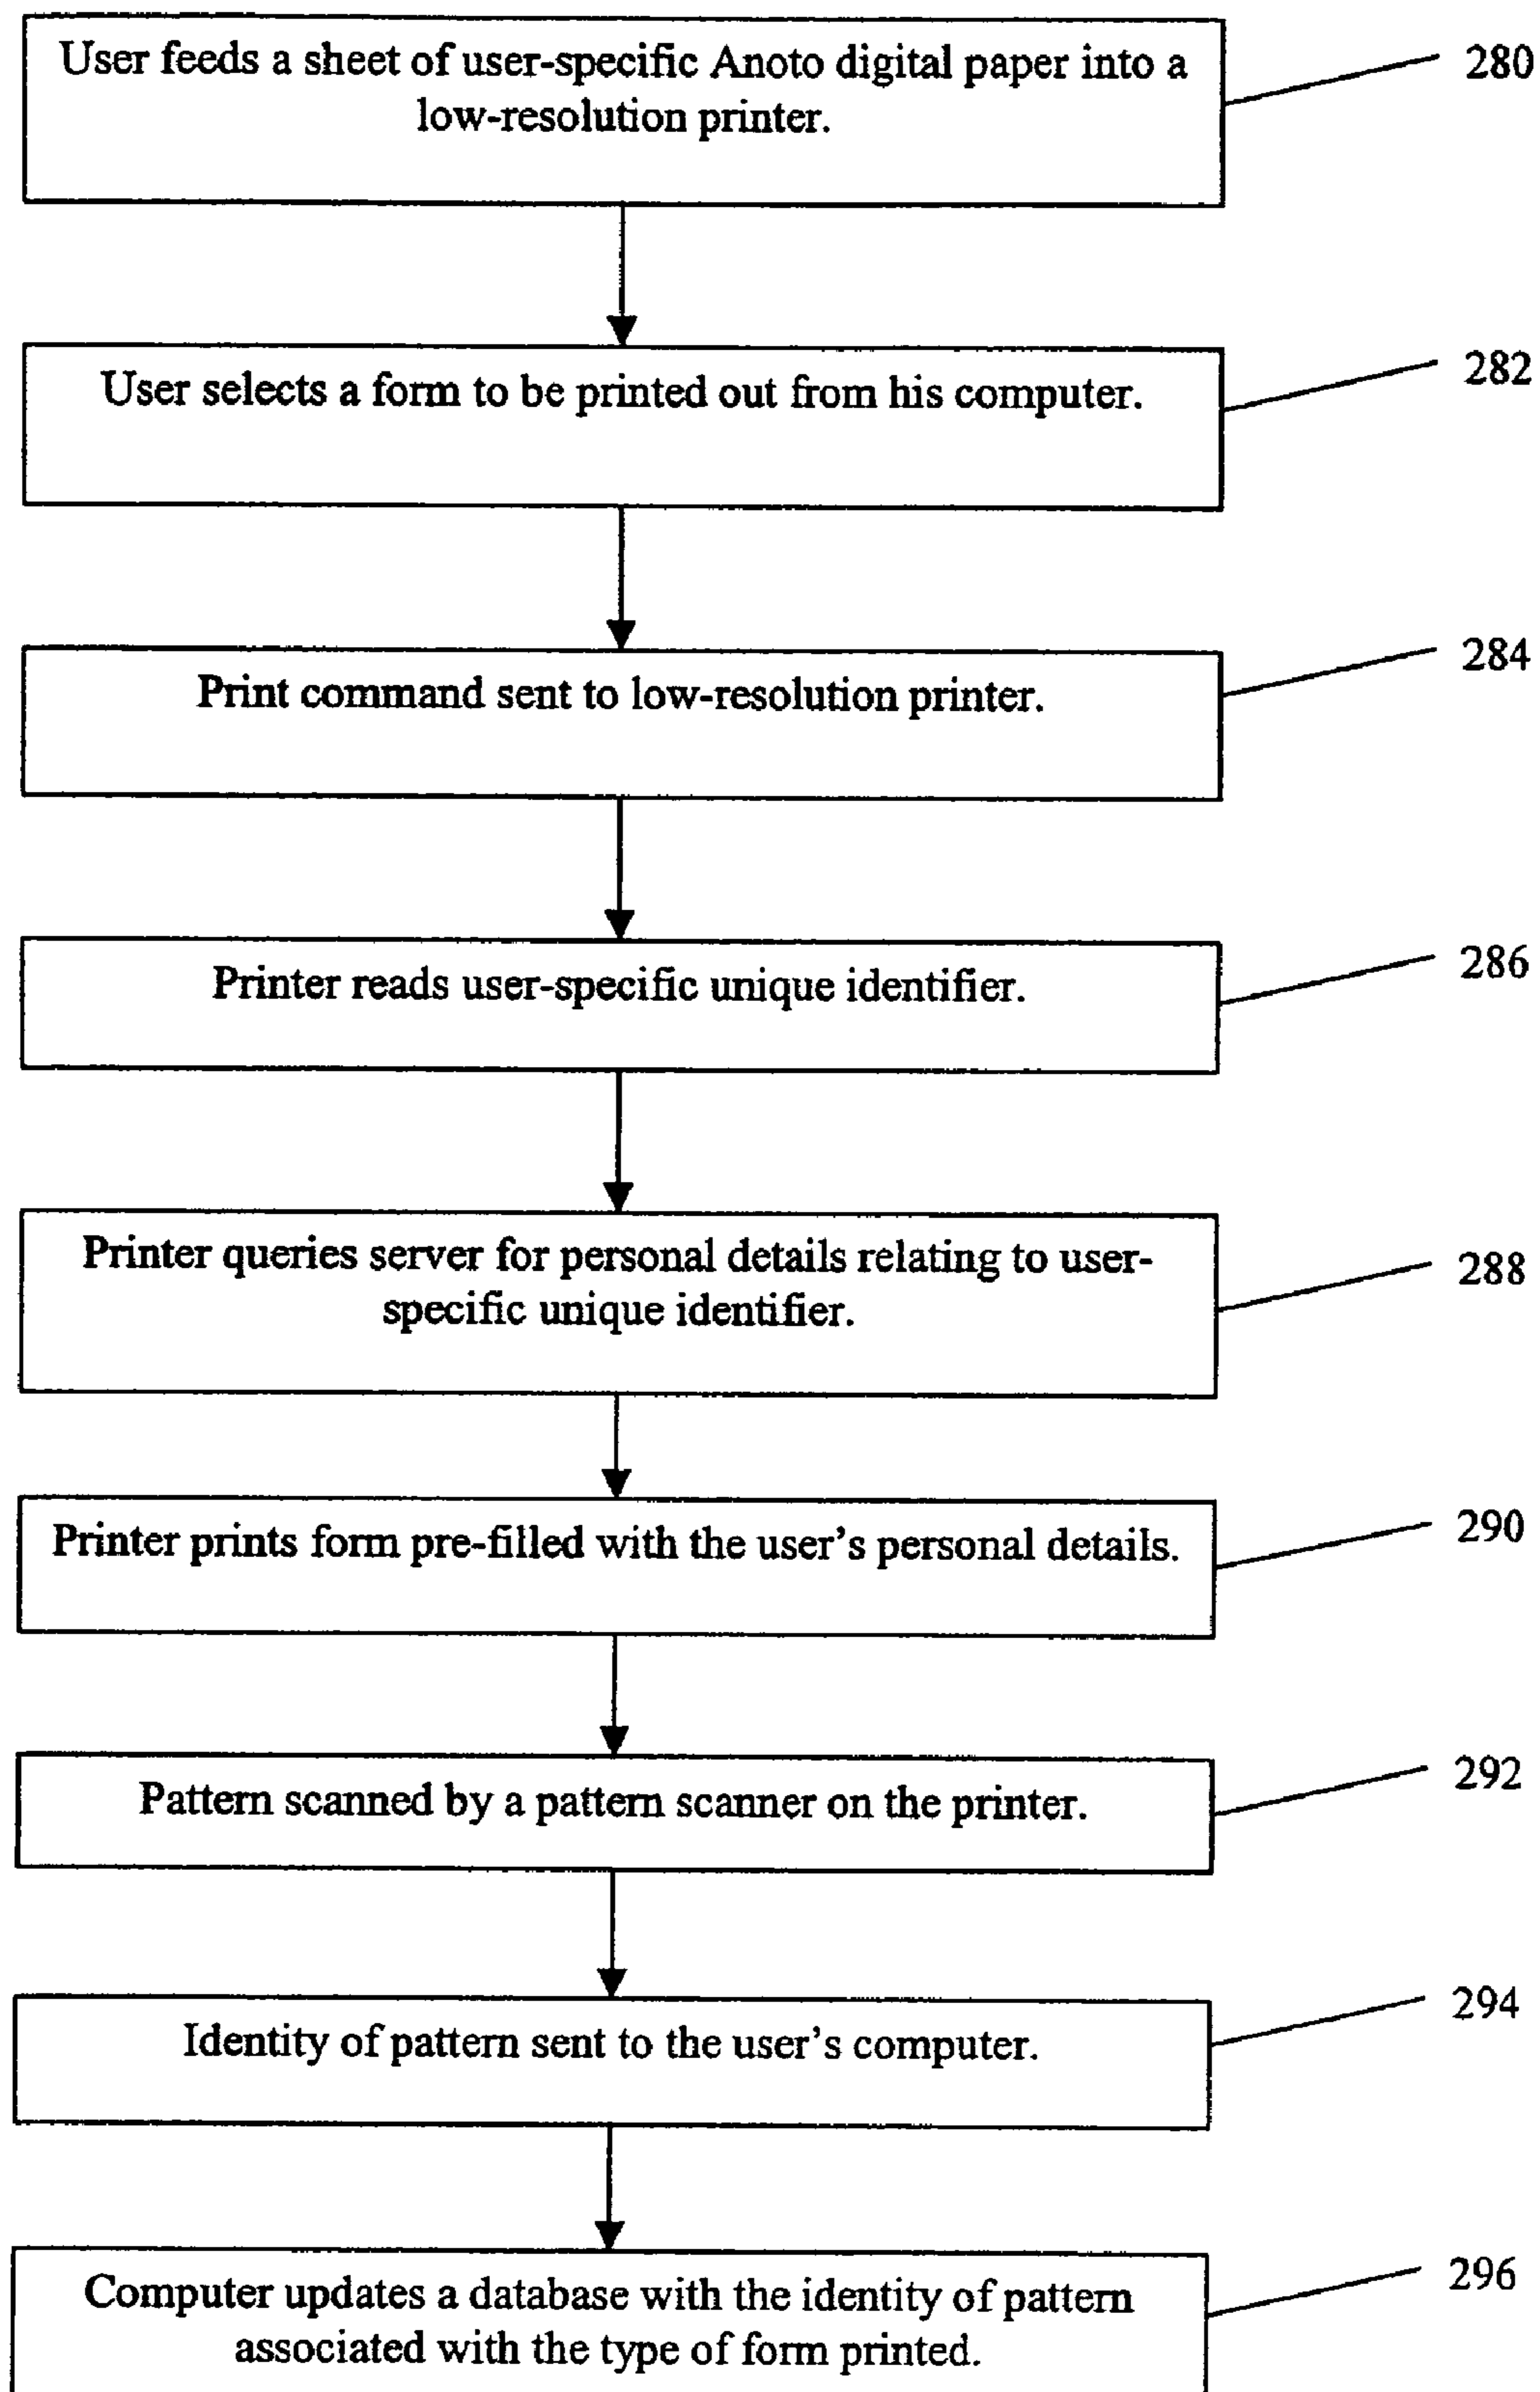 User feeds a sheet of user-specific Anoto digital paper into a
low-resolution printer.
280
User selects a form to be printed out from his computer.
282
Print command sent to low-resolution printer.
284
Printer reads user-specific unique identifier.
286
Printer queries server for personal details relating to user-
specific unique identifier.
288
Printer prints form pre-filled with the user's personal details.
290
Pattern scanned by a pattern scanner on the printer.
292
Identity of pattern sent to the user's computer.
294
Computer updates a database with the identity of pattern
associated with the type of form printed.
296